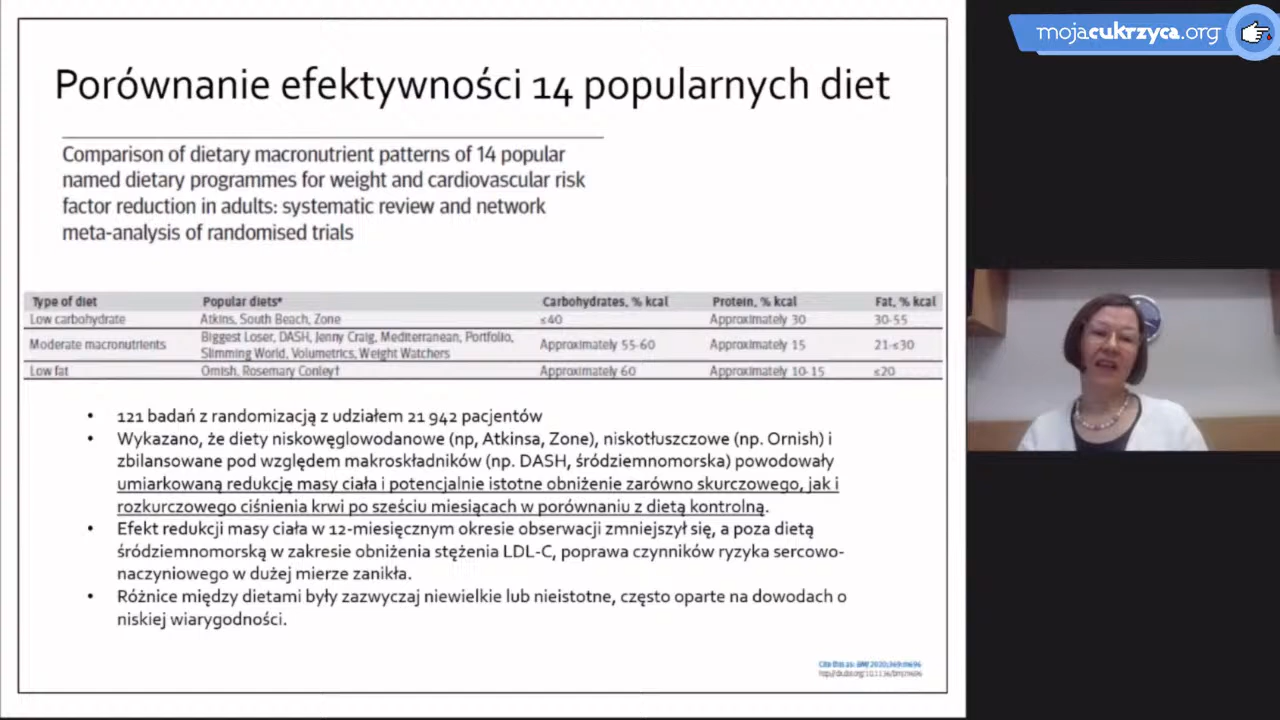 mojacukrzyca.org
Porównanie efektywności 14 popularnych diet
Comparison of dietary macronutrient patterns of 14 popular
named dietary programmes for weight and cardiovascular risk
factor reduction in adults: systematic review and network
meta-analysis of randomised trials
Type of diet Popular diets* Carbohydrates, % kcal Protein, % kcal Fat, % kcal
Low carbohydrate Atkins, South Beach, Zone ≤40 Approximately 30 30-55
Moderate macronutrients Biggest Loser, DASH, Jenny Craig, Mediterranean, Portfolio, Approximately 55-60 Approximately 15 21-≤30
Slimming World, Volumetrics, Weight Watchers
Low fat Ornish, Rosemary Conley† Approximately 60 Approximately 10-15 ≤20
• 121 badań z randomizacją z udziałem 21 942 pacjentów
• Wykazano, że diety niskowęglowodanowe (np, Atkinsa, Zone), niskotłuszczowe (np. Ornish) i
zbilansowane pod względem makroskładników (np. DASH, śródziemnomorska) powodowały
umiarkowaną redukcję masy ciała i potencjalnie istotne obniżenie zarówno skurczowego, jak i
rozkurczowego ciśnienia krwi po sześciu miesiącach w porównaniu z dietą kontrolną.
• Efekt redukcji masy ciała w 12-miesięcznym okresie obserwacji zmniejszył się, a poza dietą
śródziemnomorską w zakresie obniżenia stężenia LDL-C, poprawa czynników ryzyka sercowo-
naczyniowego w dużej mierze zanikła.
• Różnice między dietami były zazwyczaj niewielkie lub nieistotne, często oparte na dowodach o
niskiej wiarygodności.
Cite this as: BMJ 2020;369:m696